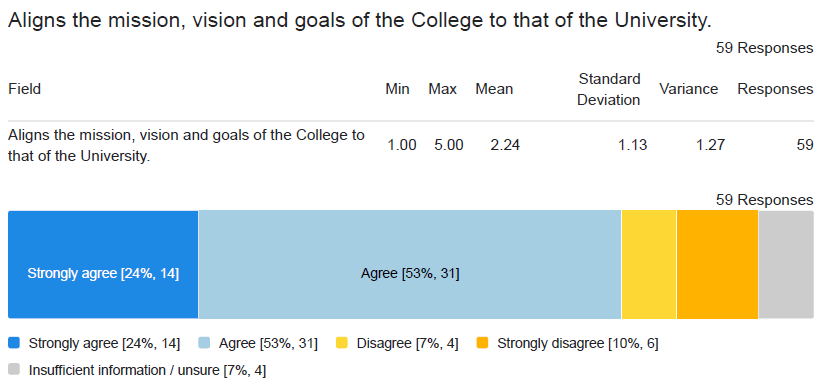 Aligns the mission, vision and goals of the College to that of the University.
59 Responses
Field Min Max Mean Standard Deviation Variance Responses
Aligns the mission, vision and goals of the College to
that of the University. 1.00 5.00 2.24 1.13 1.27 59
59 Responses
Strongly agree [24%, 14] Agree [53%, 31]
Strongly agree [24%, 14] Agree [53%, 31] Disagree [7%, 4] Strongly disagree [10%, 6]
Insufficient information / unsure [7%, 4]